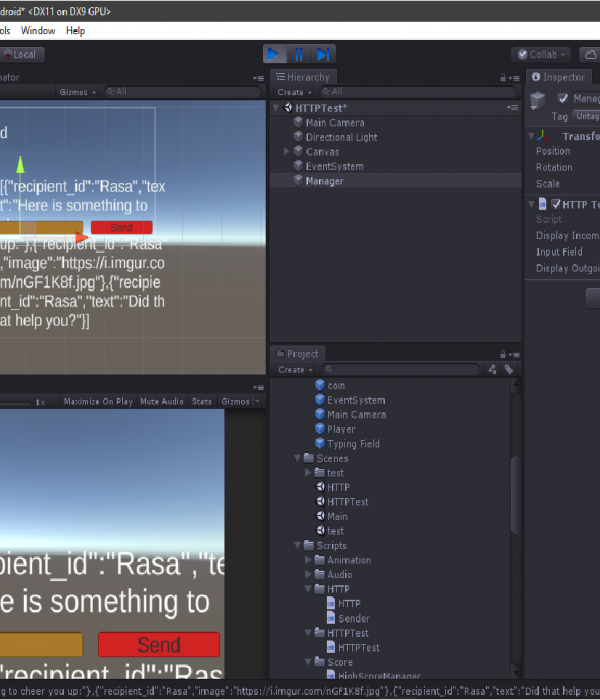 ndroid* <DX11 on DX9 GPU>
ols Window Help
Local
Collab
nator
Gizmos All
d
[{"recipient_id":"Rasa","tex
t":"Here is something to
Send
up:"},{"recipient_id":"Rasa
","image":"https://i.imgur.co
m/nGF1K8f.jpg"},{"recipie
nt_id":"Rasa","text":"Did th
at help you?"}]
1x Maximize On Play Mute Audio Stats Gizmos
cipient_id":"Rasa","te
e is something to
Send
recipient_id":"Rasa
Hierarchy
Create All
HTTPTest*
Main Camera
Directional Light
Canvas
EventSystem
Manager
Project
Create
coin
EventSystem
Main Camera
Player
Typing Field
Scenes
test
HTTP
HTTPTest
Main
test
Scripts
Animation
Audio
HTTP
HTTP
Sender
HTTPTest
HTTPTest
Score
HighScoreManager
Inspector
Manag
Tag Untag
Transfo
Position
Rotation
Scale
HTTP Te
Script
Display Incom
Input Field
Display Outgo
g to cheer you up:"},{"recipient_id":"Rasa","image":"https://i.imgur.com/nGF1K8f.jpg"},{"recipient_id":"Rasa","text":"Did that help you